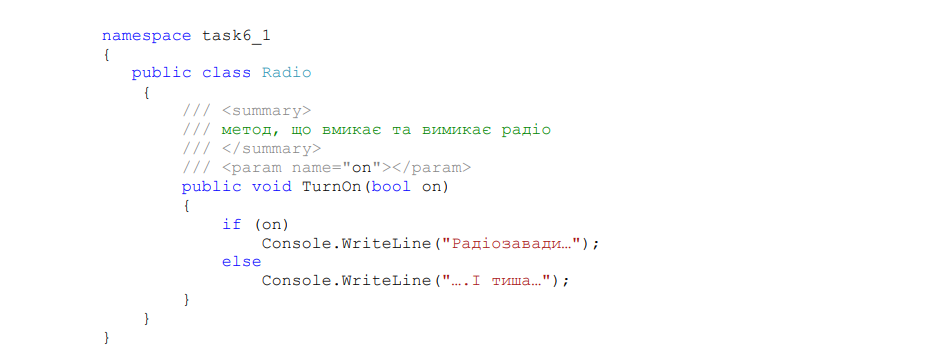 namespace task6_1
{
public class Radio
{
/// <summary>
/// метод, що вмикає та вимикає радіо
/// </summary>
/// <param name="on"></param>
public void TurnOn(bool on)
{
if (on)
Console.WriteLine("Радіозавади…");
else
Console.WriteLine("….І тиша…");
}
}
}